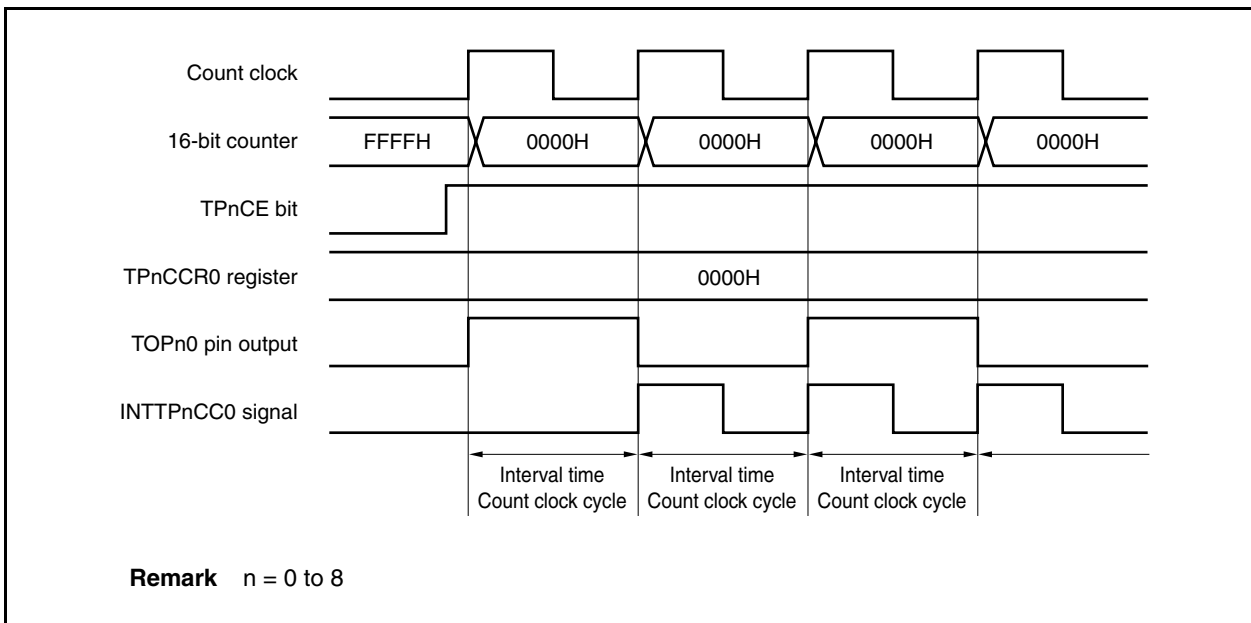 Count clock
16-bit counter
FFFFH
0000H
0000H
0000H
0000H
TPnCE bit
TPnCCR0 register
0000H
TOPn0 pin output
INTTPnCC0 signal
Interval time
Count clock cycle
Interval time
Count clock cycle
Interval time
Count clock cycle
Remark n = 0 to 8